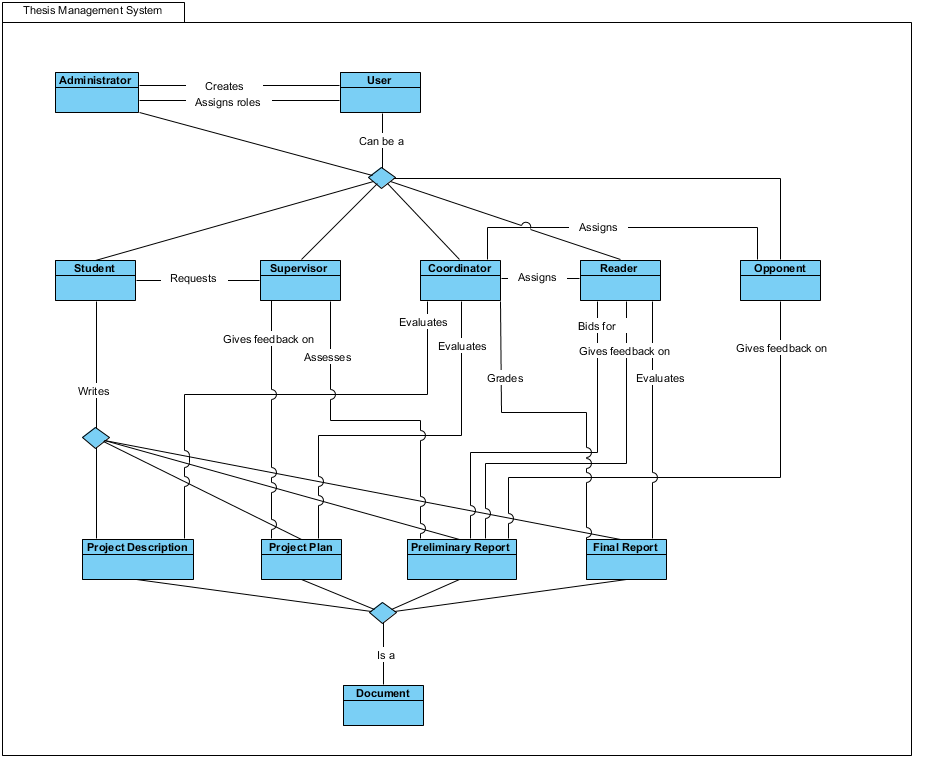 Thesis Management System
Administrator
User
Creates
Assigns roles
Can be a
Assigns
Student
Supervisor
Coordinator
Reader
Opponent
Requests
Assigns
Evaluates
Bids for
Gives feedback on
Evaluates
Gives feedback on
Gives feedback on
Assesses
Grades
Evaluates
Writes
Project Description
Project Plan
Preliminary Report
Final Report
Is a
Document